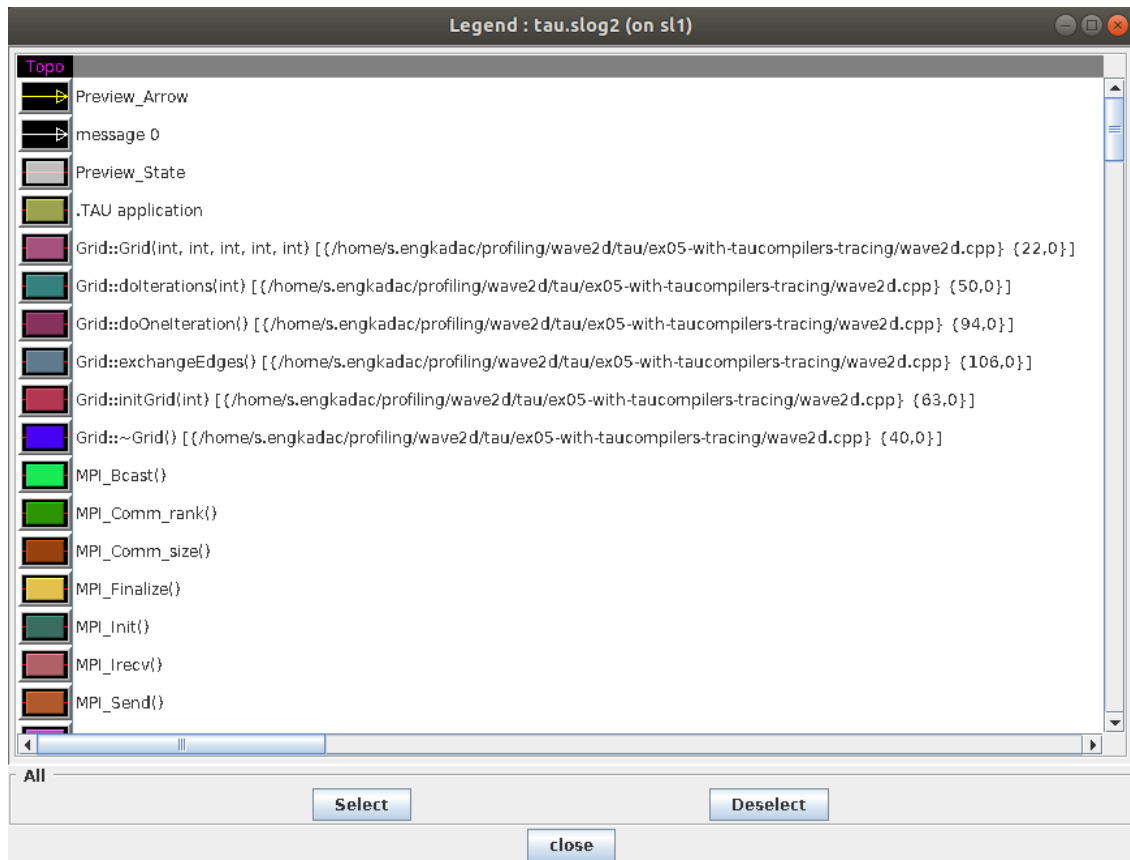 Legend : tau.slog2 (on sl1)
Topo
Preview_Arrow
message 0
Preview_State
.TAU application
Grid::Grid(int, int, int, int, int) [{/home/s.engkadac/profiling/wave2d/tau/ex05-with-taucompilers-tracing/wave2d.cpp} {22,0}]
Grid::doIterations(int) [{/home/s.engkadac/profiling/wave2d/tau/ex05-with-taucompilers-tracing/wave2d.cpp} {50,0}]
Grid::doOneIteration() [{/home/s.engkadac/profiling/wave2d/tau/ex05-with-taucompilers-tracing/wave2d.cpp} {94,0}]
Grid::exchangeEdges() [{/home/s.engkadac/profiling/wave2d/tau/ex05-with-taucompilers-tracing/wave2d.cpp} {106,0}]
Grid::initGrid(int) [{/home/s.engkadac/profiling/wave2d/tau/ex05-with-taucompilers-tracing/wave2d.cpp} {63,0}]
Grid::~Grid() [{/home/s.engkadac/profiling/wave2d/tau/ex05-with-taucompilers-tracing/wave2d.cpp} {40,0}]
MPI_Bcast()
MPI_Comm_rank()
MPI_Comm_size()
MPI_Finalize()
MPI_Init()
MPI_Irecv()
MPI_Send()
All
Select Deselect
close